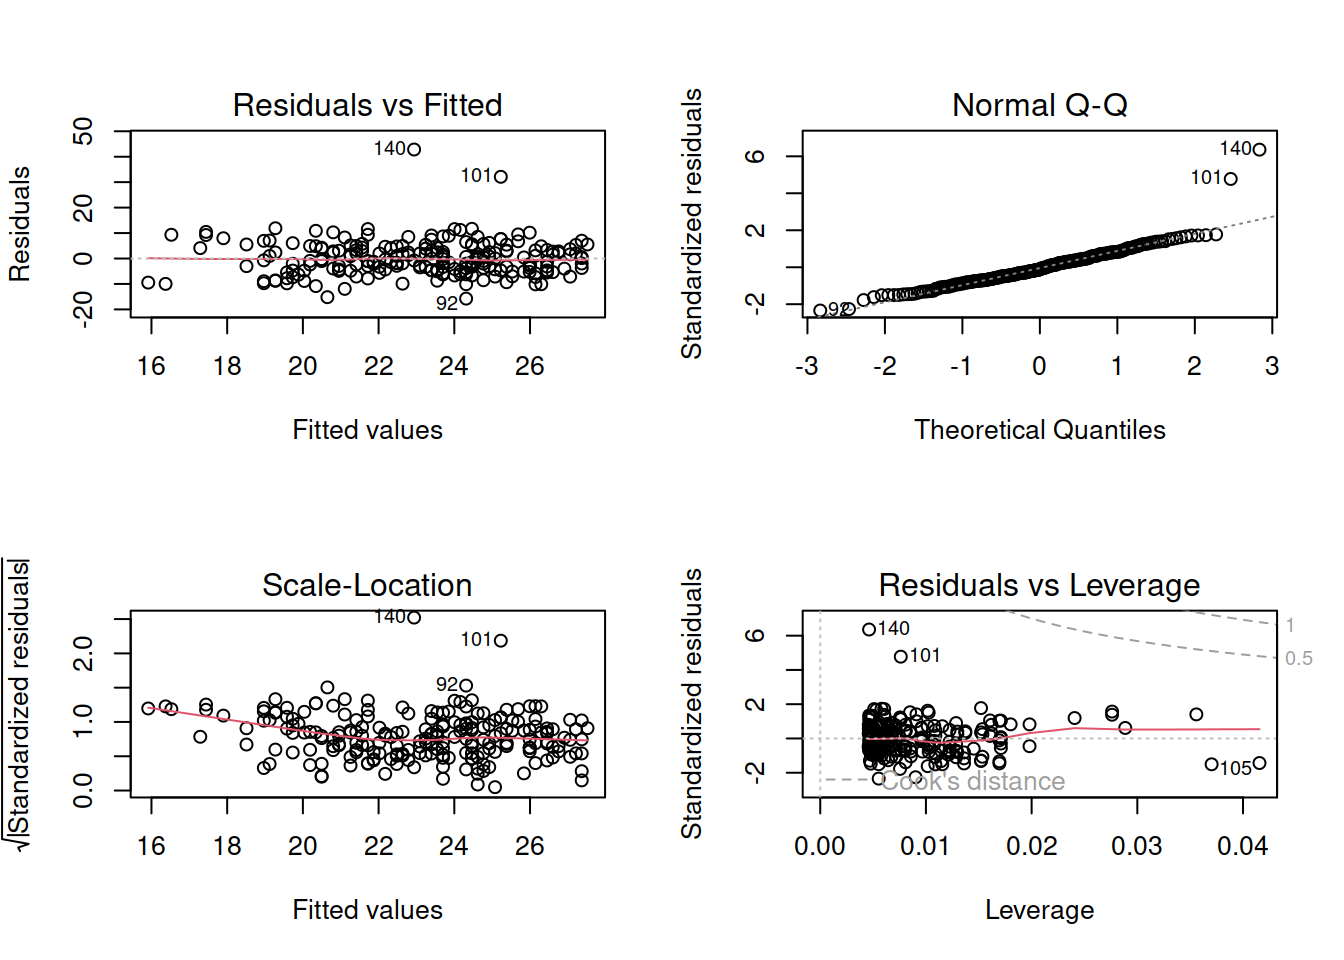 Residuals vs Fitted
Residuals
50
20
0
-20
140
101
92
16 18 20 22 24 26
Fitted values
Normal Q-Q
Standardized residuals
6
2
-2
140
101
92
-3 -2 -1 0 1 2 3
Theoretical Quantiles
Scale-Location
√|Standardized residuals|
2.0
1.0
0.0
140
101
92
16 18 20 22 24 26
Fitted values
Residuals vs Leverage
Standardized residuals
6
2
-2
140
101
105
1
0.5
Cook's distance
0.00 0.01 0.02 0.03 0.04
Leverage